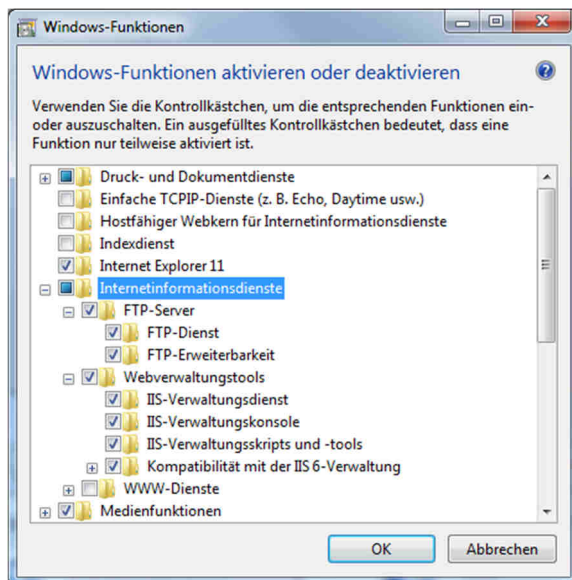 Windows-Funktionen
Windows-Funktionen aktivieren oder deaktivieren
Verwenden Sie die Kontrollkästchen, um die entsprechenden Funktionen ein-
oder auszuschalten. Ein ausgefülltes Kontrollkästchen bedeutet, dass eine
Funktion nur teilweise aktiviert ist.
Druck- und Dokumentdienste
Einfache TCPIP-Dienste (z. B. Echo, Daytime usw.)
Hostfähiger Webkern für Internetinformationsdienste
Indexdienst
Internet Explorer 11
Internetinformationsdienste
FTP-Server
FTP-Dienst
FTP-Erweiterbarkeit
Webverwaltungstools
IIS-Verwaltungsdienst
IIS-Verwaltungskonsole
IIS-Verwaltungsskripts und -tools
Kompatibilität mit der IIS 6-Verwaltung
WWW-Dienste
Medienfunktionen
OK Abbrechen